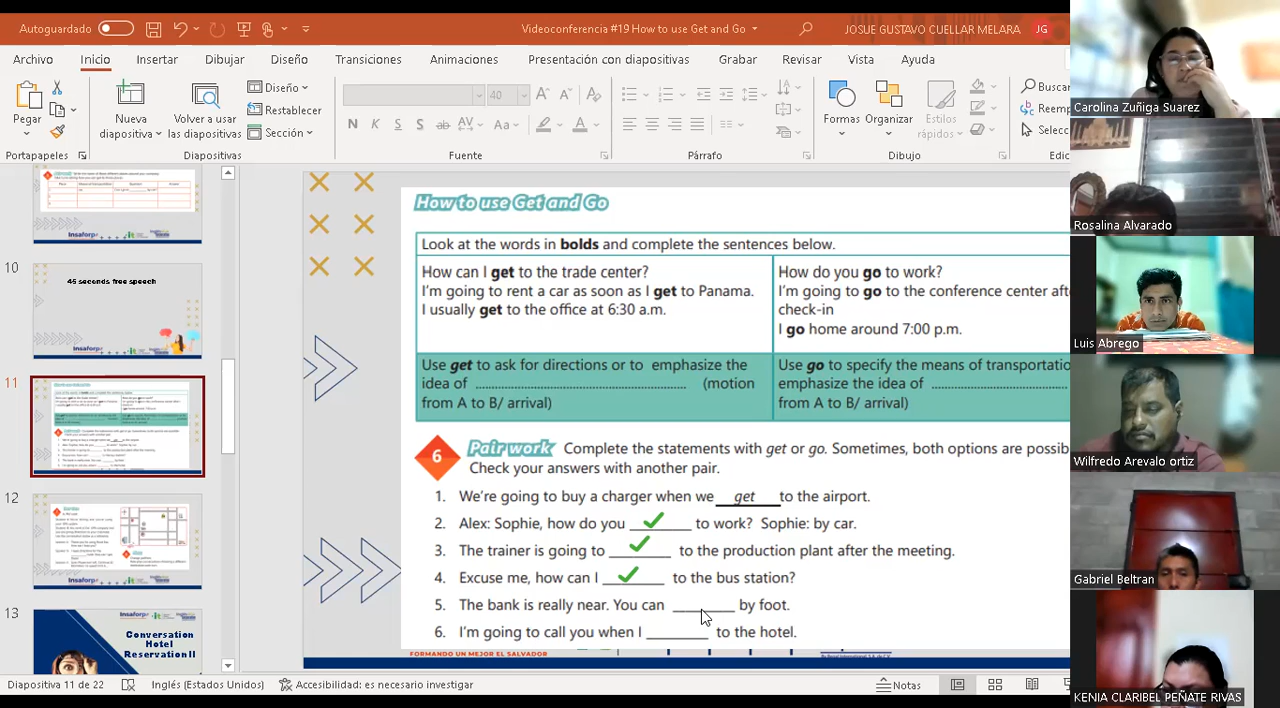 Autoguardado
Videoconferencia #19 How to use Get and Go
JOSUE GUSTAVO CUELLAR MELARA
JG
Archivo
Inicio
Insertar
Dibujar
Diseño
Transiciones
Animaciones
Presentación con diapositivas
Grabar
Revisar
Vista
Ayuda
Pegar
Nueva
diapositiva
Volver a usar
las diapositivas
Diseño
Restablecer
Sección
40
N K S S AV Aa A
Formas
Organizar
Estilos
rápidos
Buscar
Reemp
Selecc
Portapapeles
Diapositivas
Fuente
Párrafo
Dibujo
Edic
Insaforp
10
45 seconds free speech
11
12
13
Insaforp
Conversation
Hotel
Reservation II
How to use Get and Go
Look at the words in bolds and complete the sentences below.
How can I get to the trade center?
I'm going to rent a car as soon as I get to Panama.
I usually get to the office at 6:30 a.m.
How do you go to work?
I'm going to go to the conference center aft
check-in
I go home around 7:00 p.m.
Use get to ask for directions or to emphasize the
idea of ........................................ (motion
from A to B/ arrival)
Use go to specify the means of transportatio
emphasize the idea of ........................................
from A to B/ arrival)
6
Pair work Complete the statements with get or go. Sometimes, both options are possib
Check your answers with another pair.
1. We're going to buy a charger when we get to the airport.
2. Alex: Sophie, how do you ________ to work? Sophie: by car.
3. The trainer is going to ________ to the production plant after the meeting.
4. Excuse me, how can I ________ to the bus station?
5. The bank is really near. You can ________ by foot.
6. I'm going to call you when I ________ to the hotel.
FORMANDO UN MEJOR EL SALVADOR
Diapositiva 11 de 22
Inglés (Estados Unidos)
Accesibilidad: es necesario investigar
Notas
Carolina Zuñiga Suarez
Rosalina Alvarado
Luis Abrego
Wilfredo Arevalo ortiz
Gabriel Beltran
KENIA CLARIBEL PEÑATE RIVAS